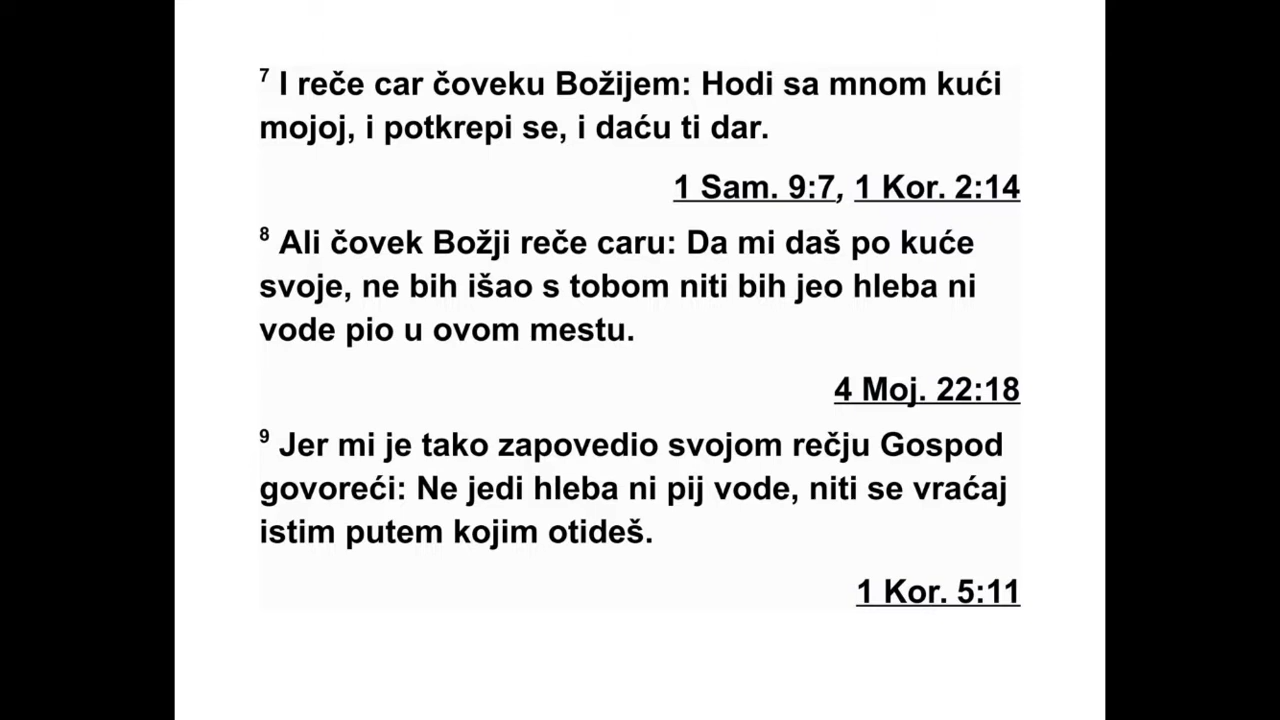 7 I reče car čoveku Božijem: Hodi sa mnom kući
mojoj, i potkrepi se, i daću ti dar.
1 Sam. 9:7, 1 Kor. 2:14
8 Ali čovek Božji reče caru: Da mi daš po kuće
svoje, ne bih išao s tobom niti bih jeo hleba ni
vode pio u ovom mestu.
4 Moj. 22:18
9 Jer mi je tako zapovedio svojom rečju Gospod
govoreći: Ne jedi hleba ni pij vode, niti se vraćaj
istim putem kojim otideš.
1 Kor. 5:11